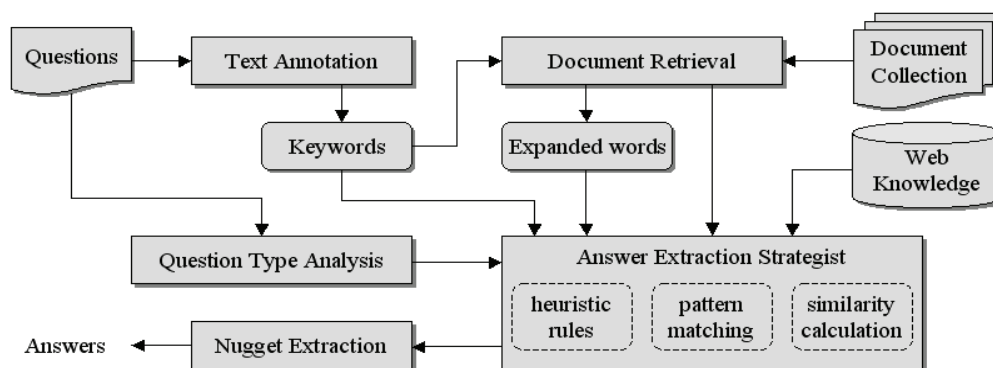 Questions
Text Annotation
Document Retrieval
Document
Collection
Keywords
Expanded words
Web
Knowledge
Question Type Analysis
Answer Extraction Strategist
heuristic
rules
pattern
matching
similarity
calculation
Answers
Nugget Extraction